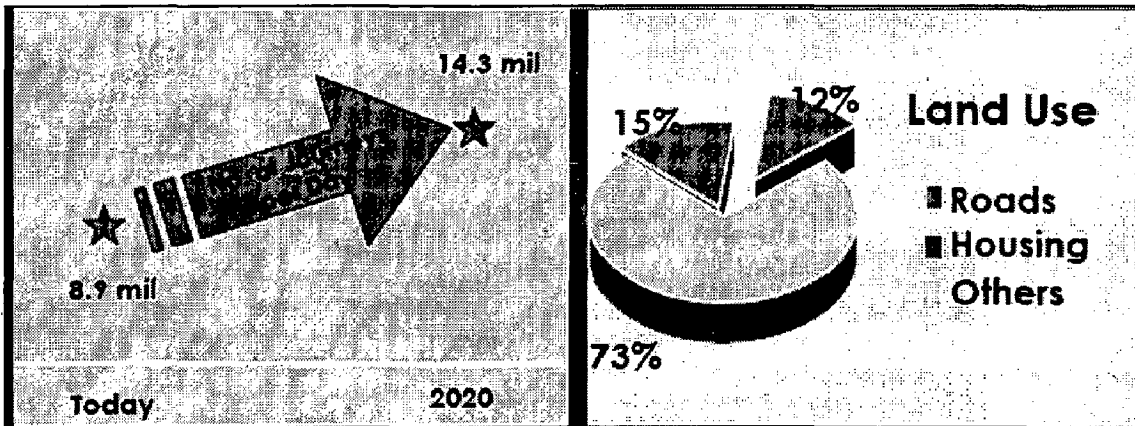 14.3 mil
8.9 mil
Today
2020
12%
15%
73%
Land Use
Roads
Housing
Others